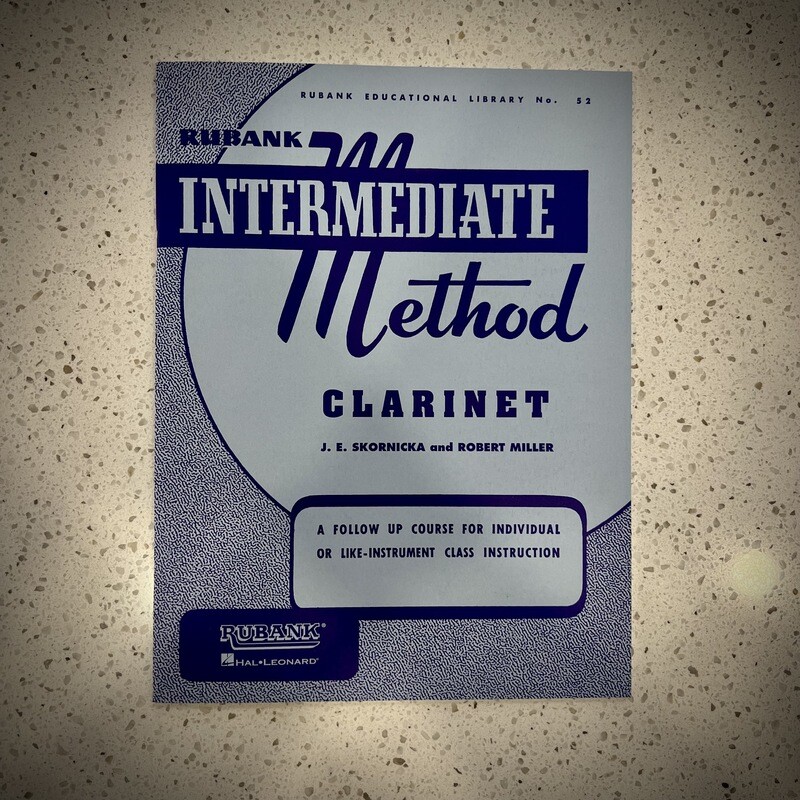 RUBANK EDUCATIONAL LIBRARY No. 52
RUBANK
INTERMEDIATE
Method
CLARINET
J. E. SKORNICKA and ROBERT MILLER
A FOLLOW UP COURSE FOR INDIVIDUAL
OR LIKE-INSTRUMENT CLASS INSTRUCTION
RUBANK®
HAL•LEONARD®